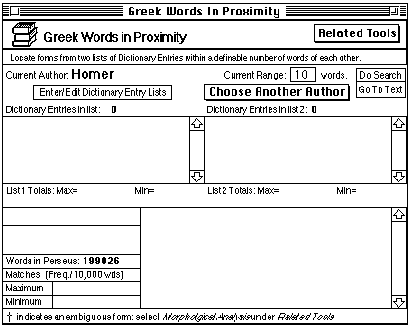 Greek Words In Proximity
Greek Words in Proximity
Related Tools
Locate forms from two lists of Dictionary Entries within a definable number of words of each other.
Current Author: Homer
Current Range: 10 words.
Do Search
Enter/Edit Dictionary Entry Lists
Choose Another Author
Go To Text
Dictionary Entries in list: 0
Dictionary Entries in list 2: 0
List 1 Totals: Max=
Min=
List 2 Totals: Max=
Min=
Words in Perseus: 199026
Matches (Freq./10,000 wds)
Maximum
Minimum
† indicates an ambiguous form: select Morphological Analysis under Related Tools